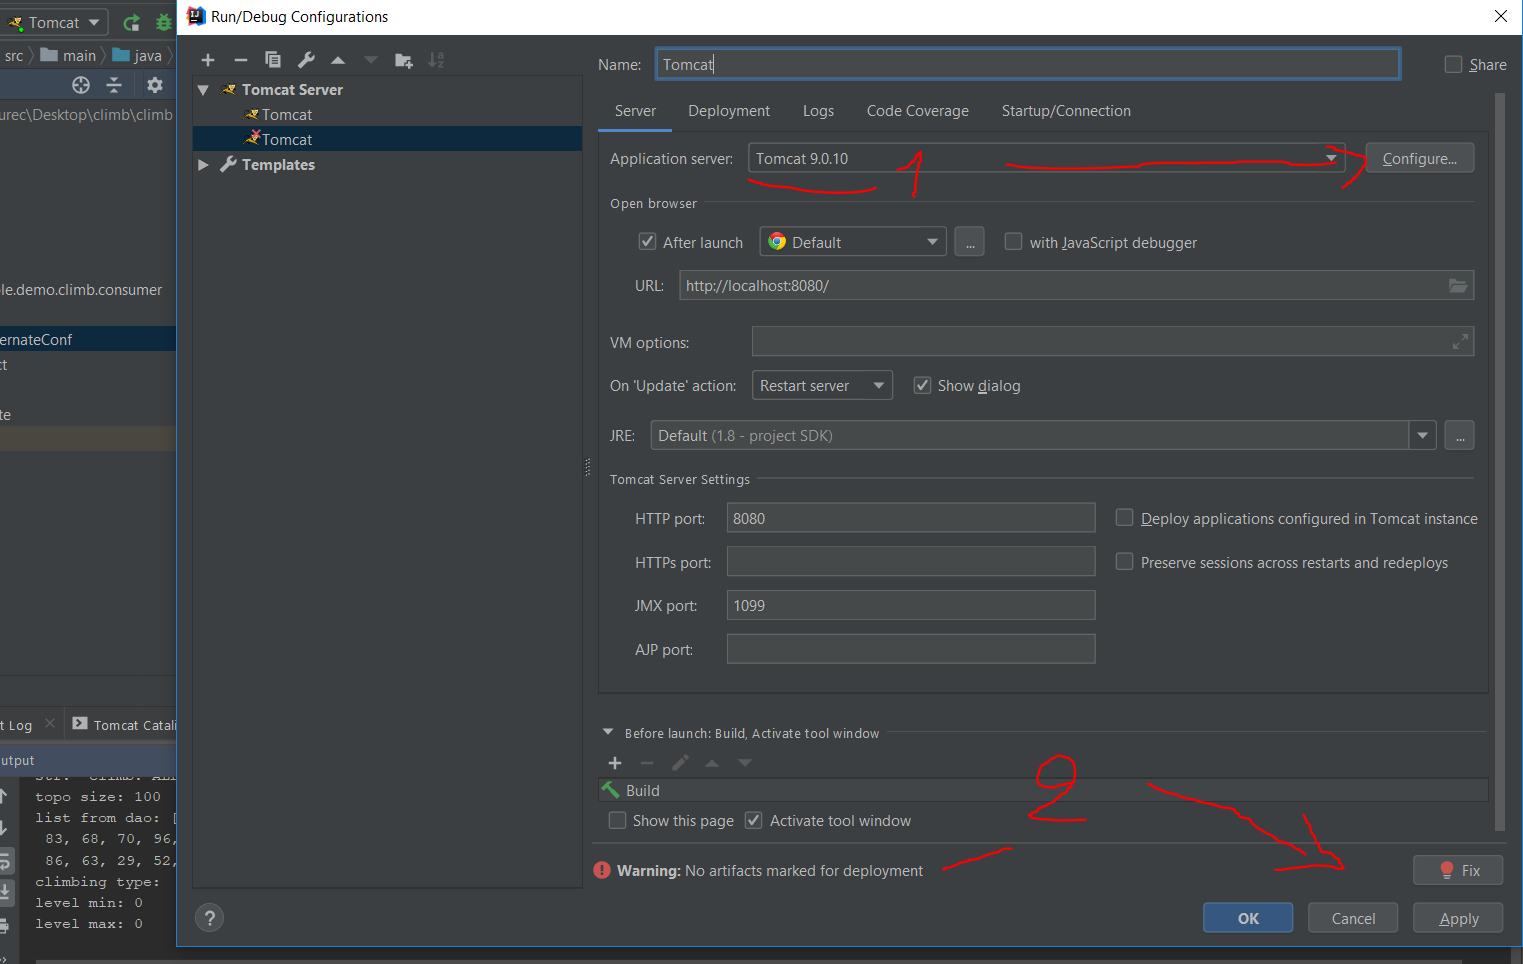 Tomcat
src main java
urec\Desktop\climb\climb
le.demo.climb.consumer
ernateConf
ct
te
t Log Tomcat Catali
utput
topo size: 100
list from dao: [
83, 68, 70, 96,
86, 63, 29, 52,
climbing type:
level min: 0
level max: 0
Run/Debug Configurations
Tomcat Server
Tomcat
Tomcat
Templates
Name: Tomcat Share
Server Deployment Logs Code Coverage Startup/Connection
Application server: Tomcat 9.0.10 Configure...
1
Open browser
After launch Default ... with JavaScript debugger
URL: http://localhost:8080/
VM options:
On 'Update' action: Restart server Show dialog
JRE: Default (1.8 - project SDK) ...
Tomcat Server Settings
HTTP port: 8080 Deploy applications configured in Tomcat instance
HTTPs port: Preserve sessions across restarts and redeploys
JMX port: 1099
AJP port:
Before launch: Build, Activate tool window
2
Build
Show this page Activate tool window
Warning: No artifacts marked for deployment Fix
? OK Cancel Apply